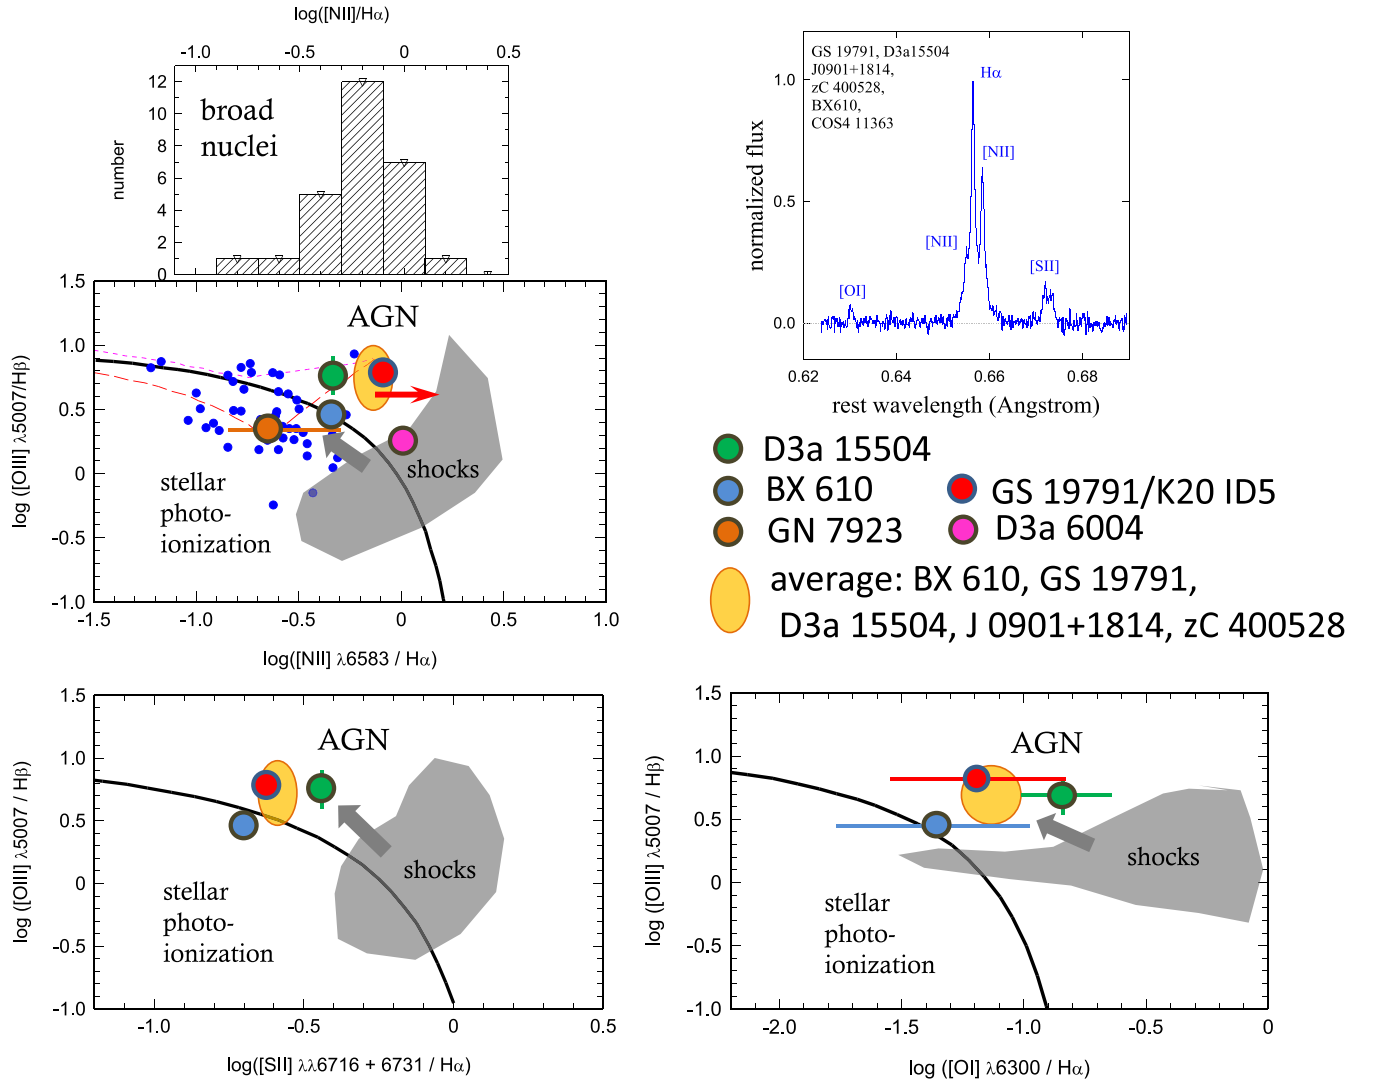 log([NII]/Hα)
-1.0 -0.5 0 0.5
12
10
8
6
4
2
0
number
broad
nuclei
GS 19791, D3a15504
J0901+1814,
zC 400528,
BX610,
COS4 11363
Hα
[NII]
[NII]
[SII]
[OI]
1.0
0.5
0.0
normalized flux
0.62 0.64 0.66 0.68
rest wavelength (Angstrom)
1.5
1.0
0.5
0
-0.5
-1.0
log ([OIII] λ5007/Hβ)
AGN
shocks
stellar
photo-
ionization
-1.5 -1.0 -0.5 0 0.5 1.0
log([NII] λ6583 / Hα)
D3a 15504
BX 610
GS 19791/K20 ID5
GN 7923
D3a 6004
average: BX 610, GS 19791,
D3a 15504, J 0901+1814, zC 400528
1.5
1.0
0.5
0
-0.5
-1.0
log ([OIII] λ5007 / Hβ)
AGN
shocks
stellar
photo-
ionization
-1.0 -0.5 0 0.5
log([SII] λλ6716 + 6731 / Hα)
1.5
1.0
0.5
0
-0.5
-1.0
log ([OIII] λ5007 / Hβ)
AGN
shocks
stellar
photo-
ionization
-2.0 -1.5 -1.0 -0.5 0
log ([OI] λ6300 / Hα)